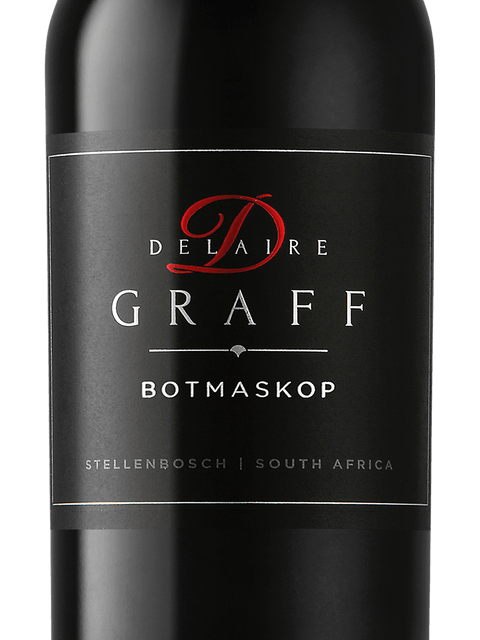 D
DELAIRE
GRAFF
BOTMASKOP
STELLENBOSCH | SOUTH AFRICA